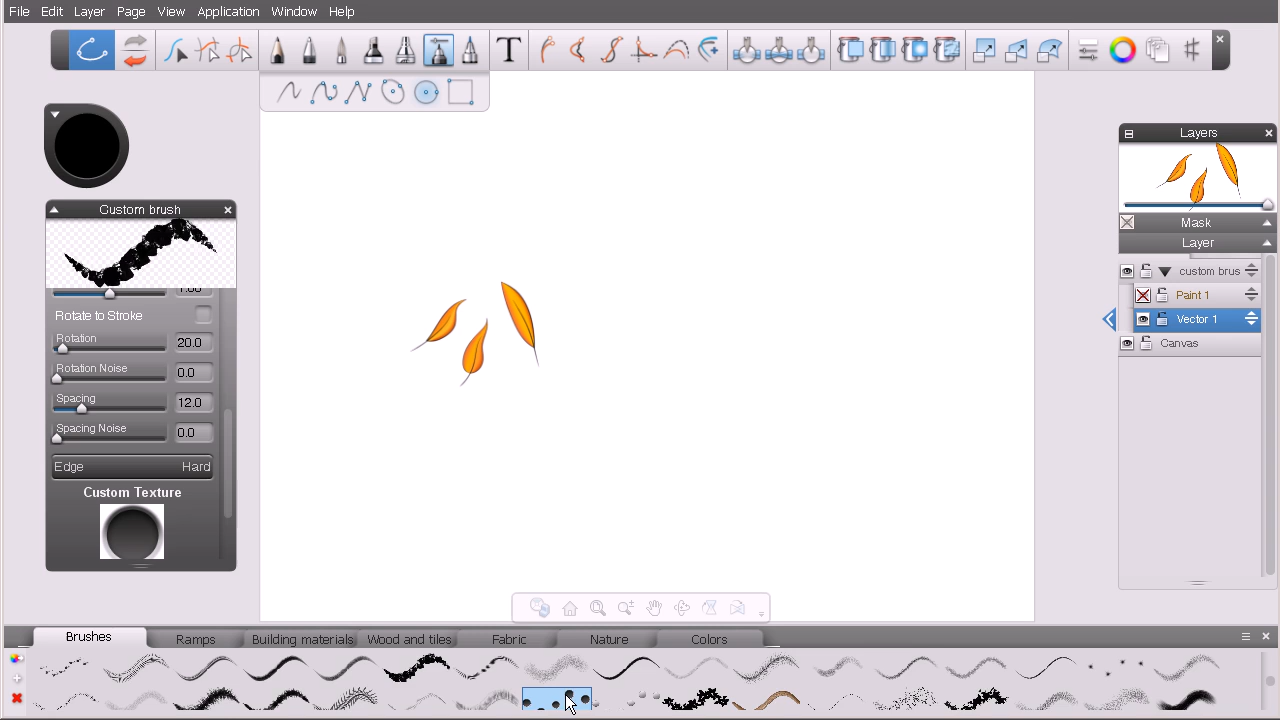 File Edit Layer Page View Application Window Help
T
Layers
Mask
Layer
custom brus
Paint 1
Vector 1
Canvas
Custom brush
1.00
Rotate to Stroke
Rotation
20.0
Rotation Noise
0.0
Spacing
12.0
Spacing Noise
0.0
Edge Hard
Custom Texture
Brushes Ramps Building materials Wood and tiles Fabric Nature Colors